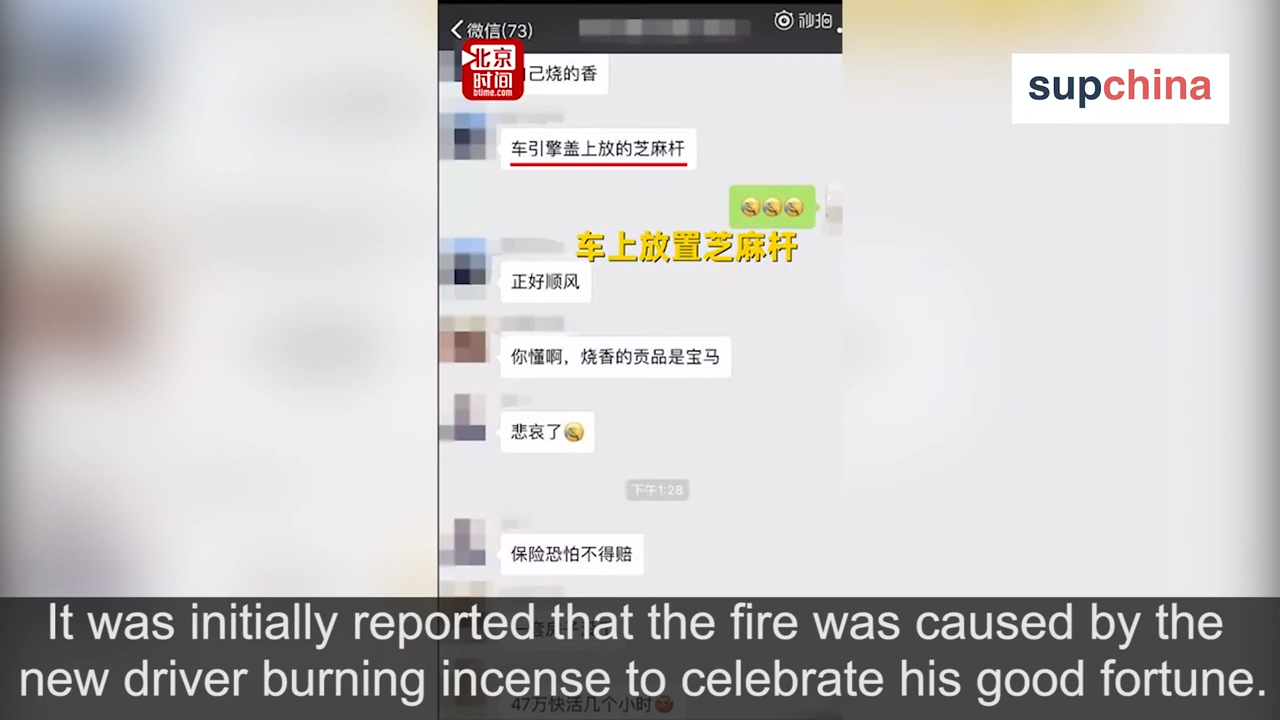 微信(73)
秒拍
北京
时间
btime.com
supchina
己烧的香
车引擎盖上放的芝麻杆
车上放置芝麻杆
正好顺风
你懂啊，烧香的贡品是宝马
悲哀了
下午1:28
保险恐怕不得赔
It was initially reported that the fire was caused by the
new driver burning incense to celebrate his good fortune.
47万快活几个小时